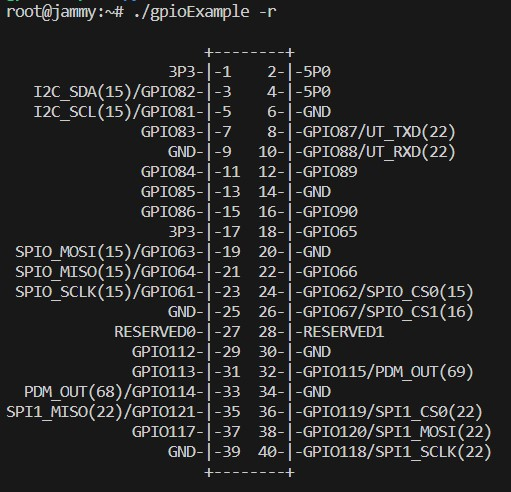 root@jammy:~# ./gpioExample -r
+--------+
3P3-|-1 2-|-5P0
I2C_SDA(15)/GPIO82-|-3 4-|-5P0
I2C_SCL(15)/GPIO81-|-5 6-|-GND
GPIO83-|-7 8-|-GPIO87/UT_TXD(22)
GND-|-9 10-|-GPIO88/UT_RXD(22)
GPIO84-|-11 12-|-GPIO89
GPIO85-|-13 14-|-GND
GPIO86-|-15 16-|-GPIO90
3P3-|-17 18-|-GPIO65
SPIO_MOSI(15)/GPIO63-|-19 20-|-GND
SPIO_MISO(15)/GPIO64-|-21 22-|-GPIO66
SPIO_SCLK(15)/GPIO61-|-23 24-|-GPIO62/SPIO_CS0(15)
GND-|-25 26-|-GPIO67/SPIO_CS1(16)
RESERVED0-|-27 28-|-RESERVED1
GPIO112-|-29 30-|-GND
GPIO113-|-31 32-|-GPIO115/PDM_OUT(69)
PDM_OUT(68)/GPIO114-|-33 34-|-GND
SPI1_MISO(22)/GPIO121-|-35 36-|-GPIO119/SPI1_CS0(22)
GPIO117-|-37 38-|-GPIO120/SPI1_MOSI(22)
GND-|-39 40-|-GPIO118/SPI1_SCLK(22)
+--------+